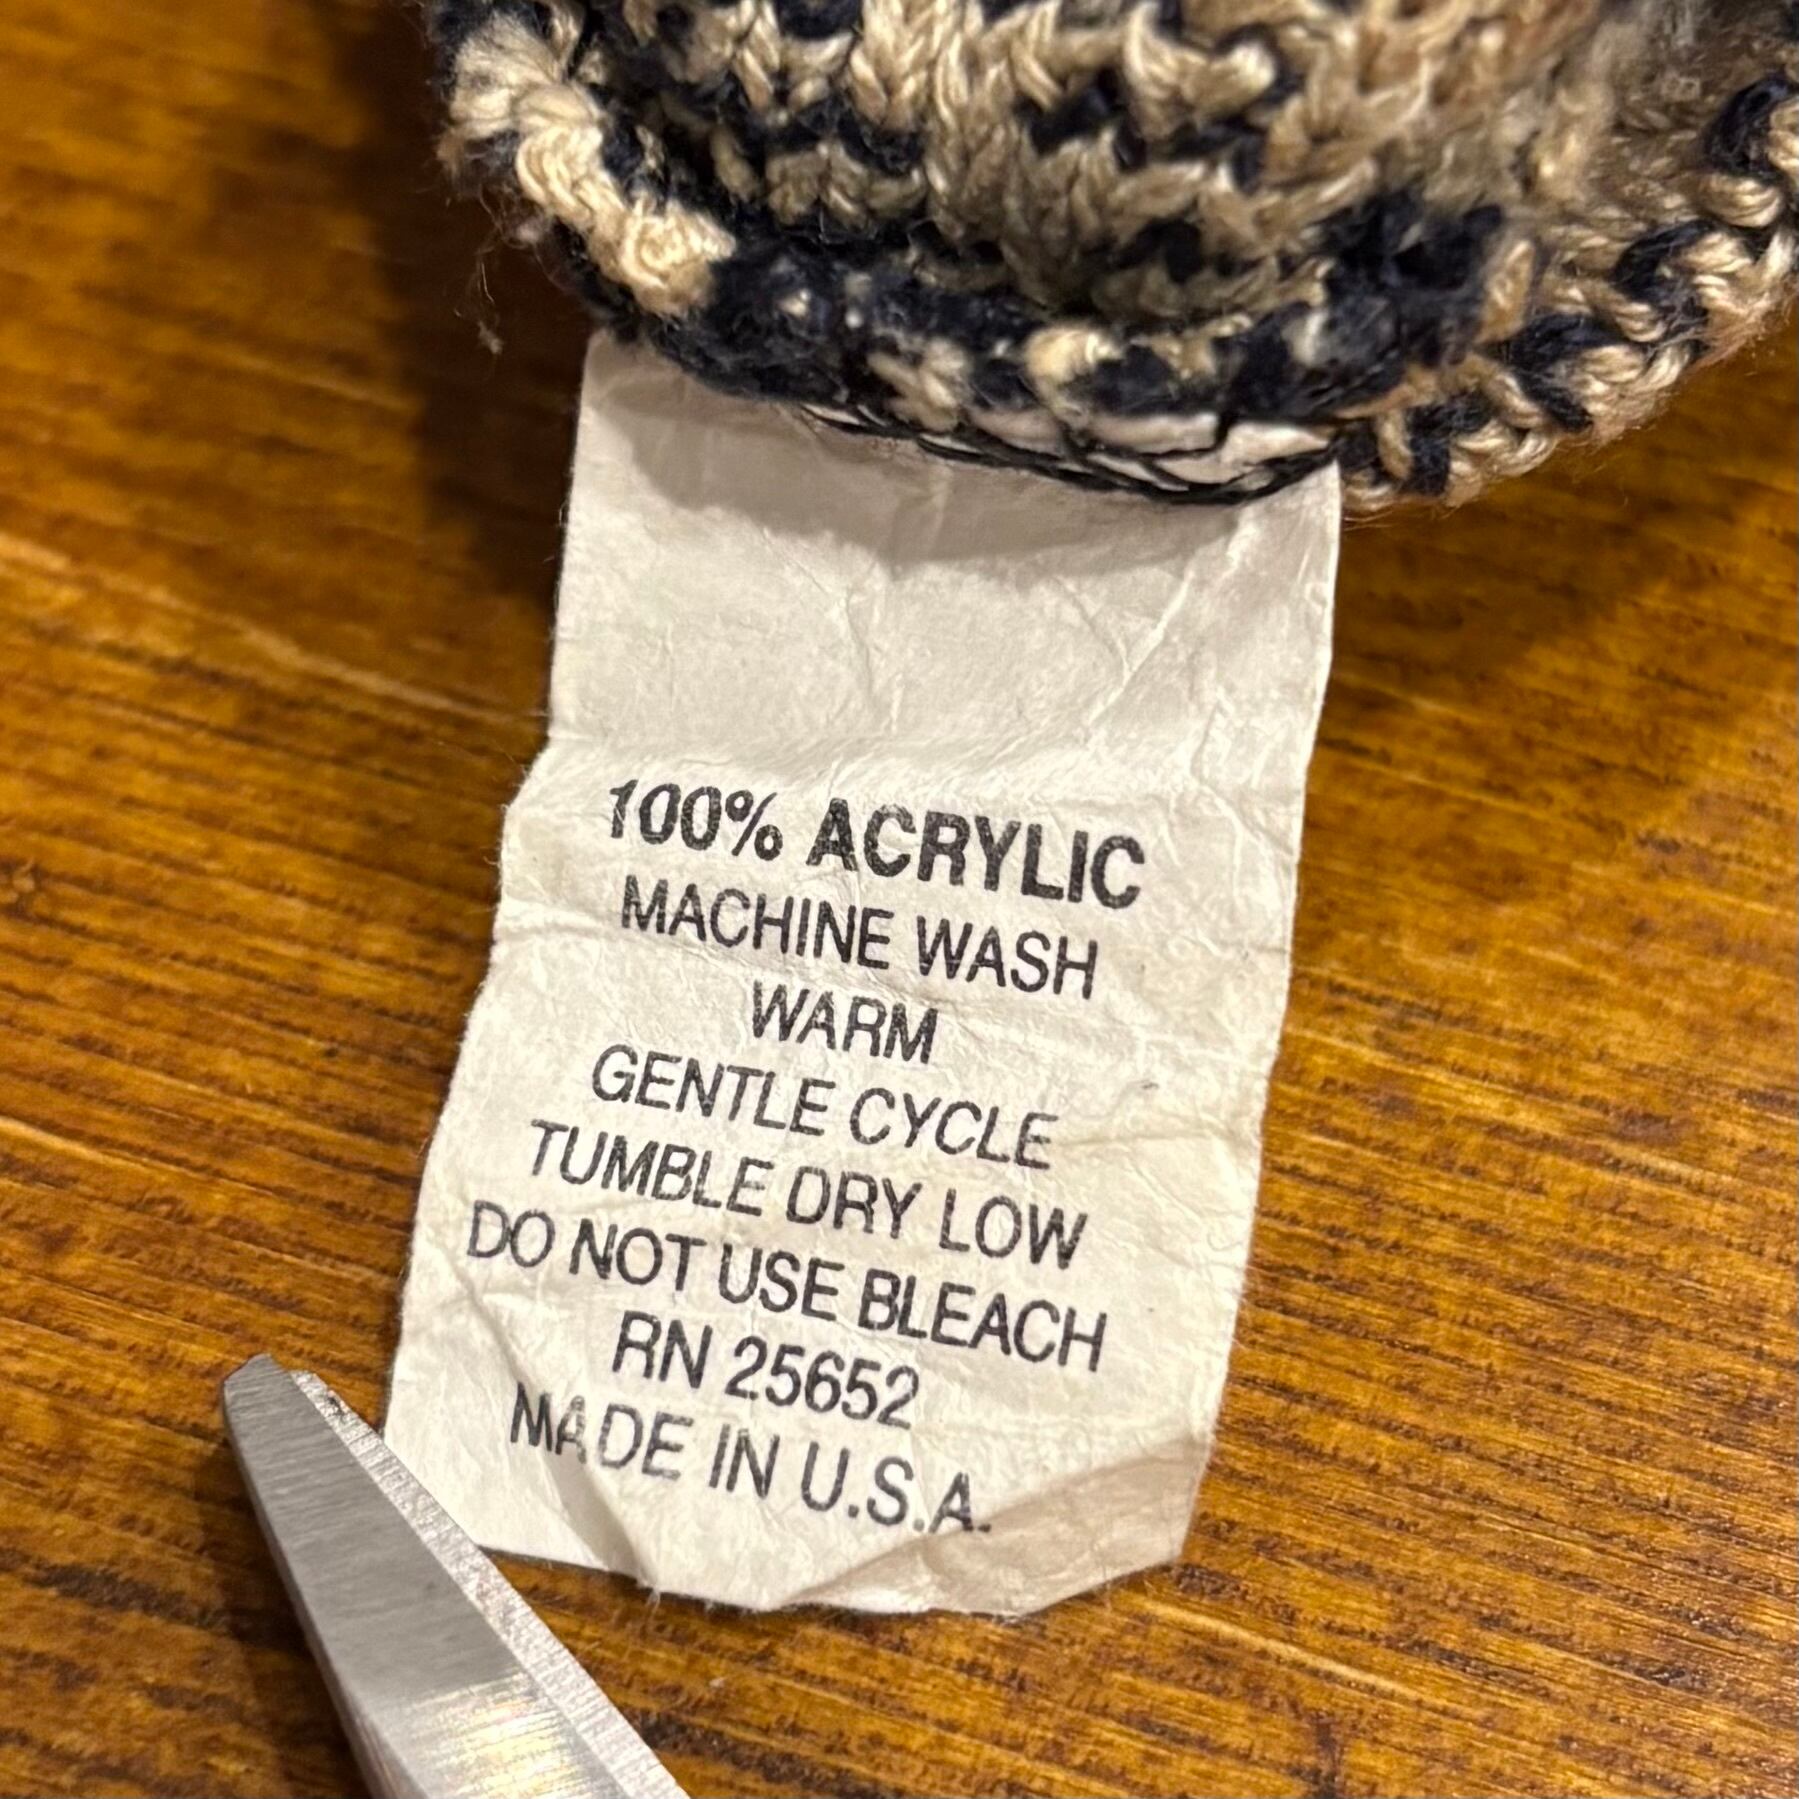 100% ACRYLIC
MACHINE WASH
WARM
GENTLE CYCLE
TUMBLE DRY LOW
DO NOT USE BLEACH
RN 25652
MADE IN U.S.A.